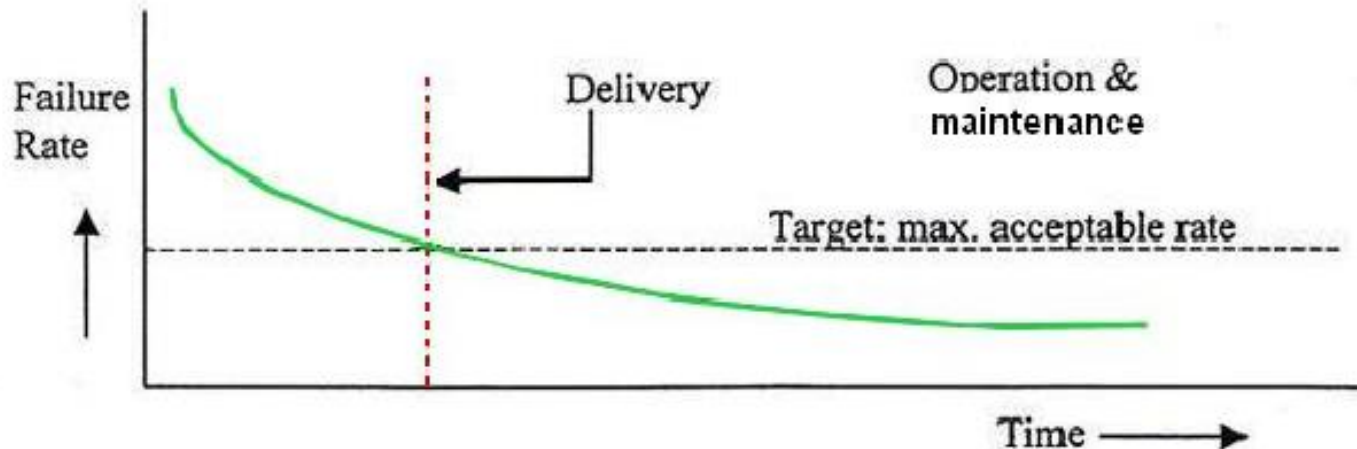 Failure
Rate
Delivery
Operation &
maintenance
Target: max. acceptable rate
Time